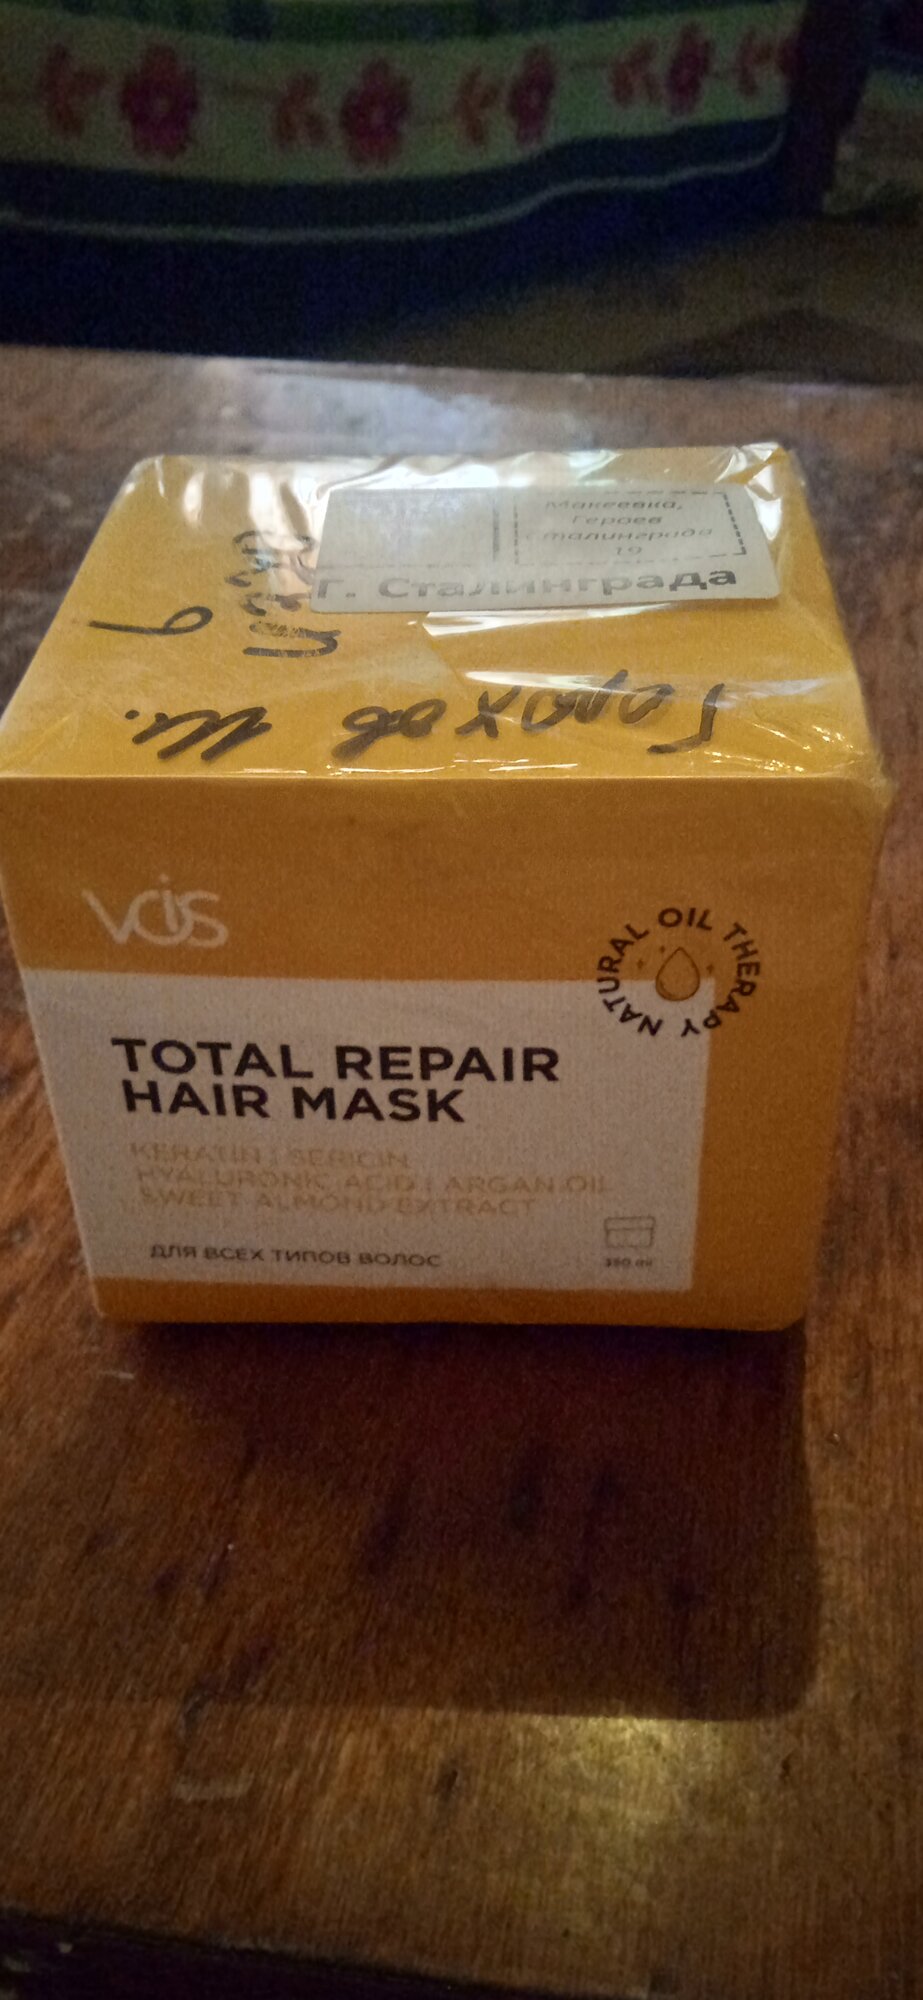 Макеевка,
Героев
Сталинграда
19
Г. Сталинграда
Горохов И.
9
VOIS
NATURAL OIL THERAPY
TOTAL REPAIR
HAIR MASK
KERATIN | SERICIN
HYALURONIC ACID | ARGAN OIL
SWEET ALMOND EXTRACT
ДЛЯ ВСЕХ ТИПОВ ВОЛОС